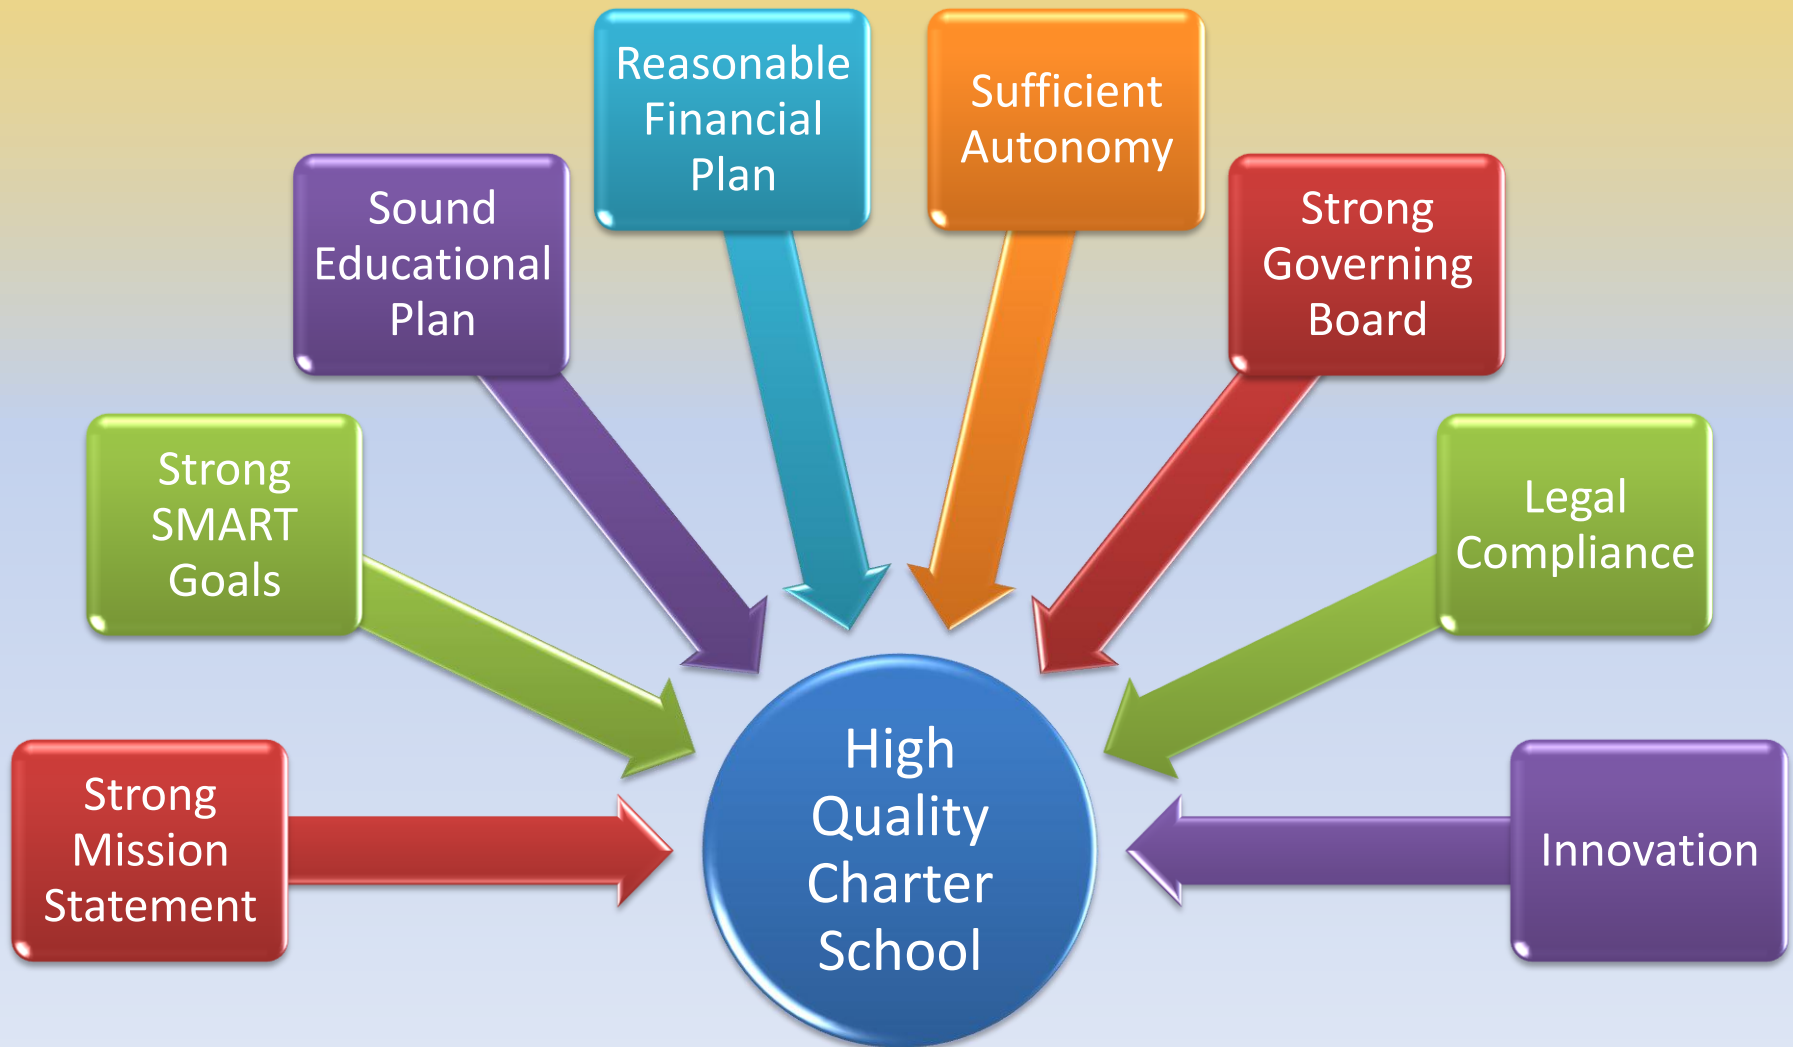 Reasonable
Financial
Plan
Sufficient
Autonomy
Sound
Educational
Plan
Strong
Governing
Board
Strong
SMART
Goals
Legal
Compliance
Strong
Mission
Statement
High
Quality
Charter
School
Innovation